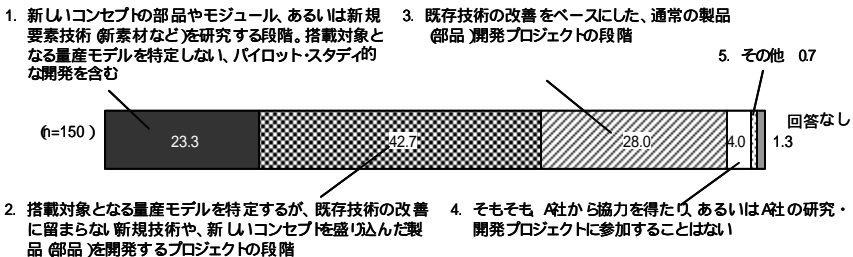 1. 新しいコンセプトの部品やモジュール、あるいは新規
要素技術(新素材など)を研究する段階。搭載対象と
なる量産モデルを特定しない、パイロット・スタディ的
な開発を含む
3. 既存技術の改善をベースにした、通常の製品
(部品)開発プロジェクトの段階
5. その他 0.7
(n=150)
23.3
42.7
28.0
4.0
1.3
回答なし
2. 搭載対象となる量産モデルを特定するが、既存技術の改善
に留まらない新規技術や、新しいコンセプトを盛り込んだ製
品(部品)を開発するプロジェクトの段階
4. そもそも、A社から協力を得たり、あるいはA社の研究・
開発プロジェクトに参加することはない